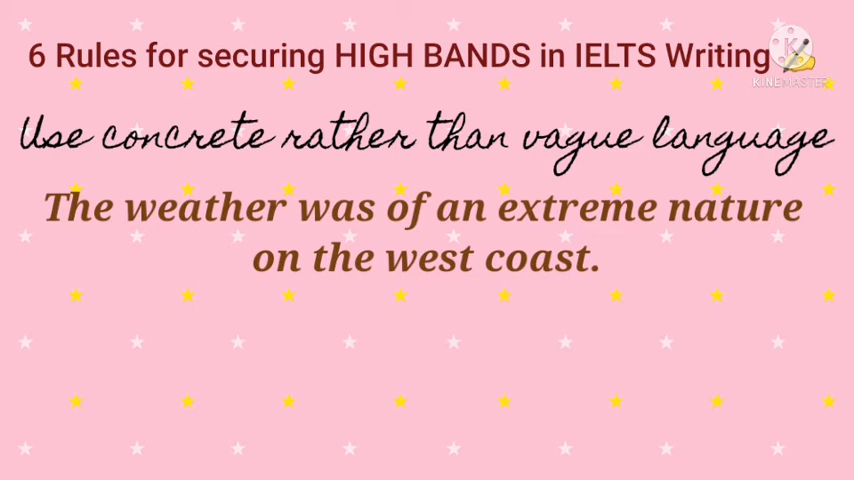 6 Rules for securing HIGH BANDS in IELTS Writing
KINEMASTER
Use concrete rather than vague language
The weather was of an extreme nature
on the west coast.